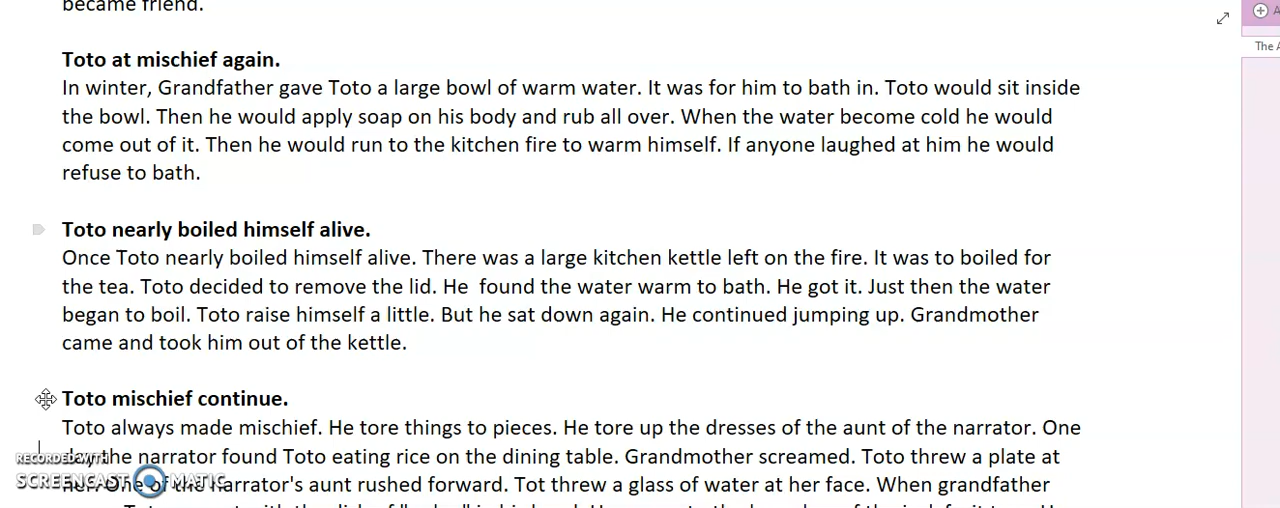 became friend.
Toto at mischief again.
In winter, Grandfather gave Toto a large bowl of warm water. It was for him to bath in. Toto would sit inside
the bowl. Then he would apply soap on his body and rub all over. When the water become cold he would
come out of it. Then he would run to the kitchen fire to warm himself. If anyone laughed at him he would
refuse to bath.
Toto nearly boiled himself alive.
Once Toto nearly boiled himself alive. There was a large kitchen kettle left on the fire. It was to boiled for
the tea. Toto decided to remove the lid. He  found the water warm to bath. He got it. Just then the water
began to boil. Toto raise himself a little. But he sat down again. He continued jumping up. Grandmother
came and took him out of the kettle.
Toto mischief continue.
Toto always made mischief. He tore things to pieces. He tore up the dresses of the aunt of the narrator. One
day the narrator found Toto eating rice on the dining table. Grandmother screamed. Toto threw a plate at
her. One of the narrator's aunt rushed forward. Tot threw a glass of water at her face. When grandfather
RECORDED WITH
SCREENCAST MATIC
The A